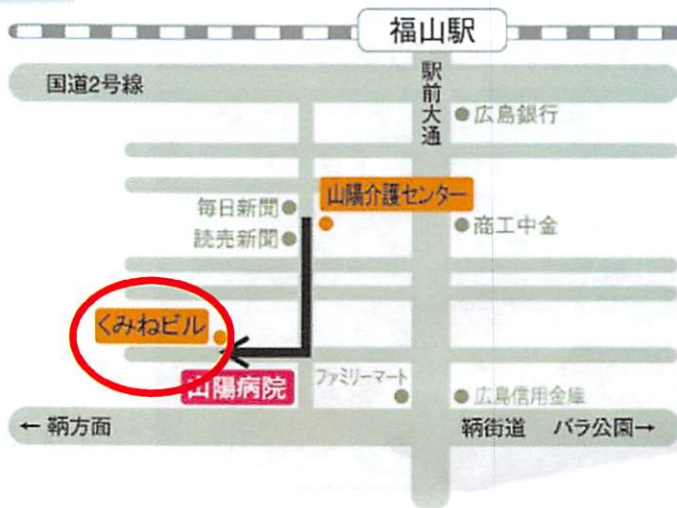 福山駅
国道2号線
駅前大通
広島銀行
山陽介護センター
毎日新聞
読売新聞
商工中金
くみねビル
山陽病院
ファミリーマート
広島信用金庫
← 鞆方面
鞆街道 バラ公園→